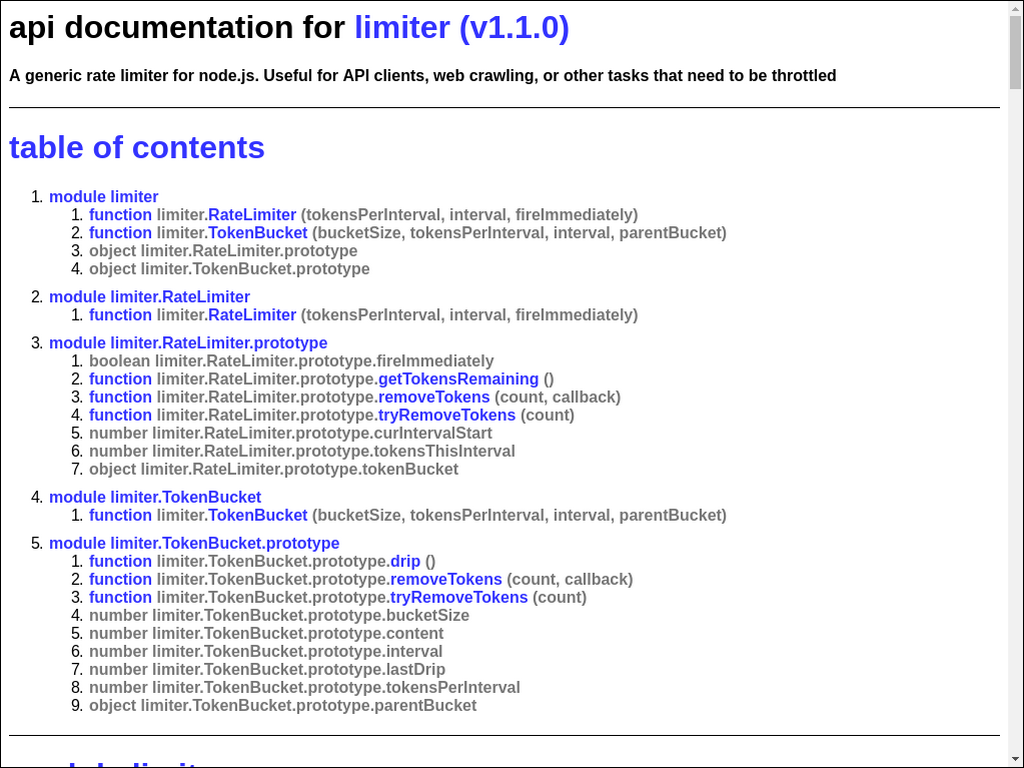 api documentation for limiter (v1.1.0)
A generic rate limiter for node.js. Useful for API clients, web crawling, or other tasks that need to be throttled
table of contents
1. module limiter
1. function limiter.RateLimiter (tokensPerInterval, interval, fireImmediately)
2. function limiter.TokenBucket (bucketSize, tokensPerInterval, interval, parentBucket)
3. object limiter.RateLimiter.prototype
4. object limiter.TokenBucket.prototype
2. module limiter.RateLimiter
1. function limiter.RateLimiter (tokensPerInterval, interval, fireImmediately)
3. module limiter.RateLimiter.prototype
1. boolean limiter.RateLimiter.prototype.fireImmediately
2. function limiter.RateLimiter.prototype.getTokensRemaining ()
3. function limiter.RateLimiter.prototype.removeTokens (count, callback)
4. function limiter.RateLimiter.prototype.tryRemoveTokens (count)
5. number limiter.RateLimiter.prototype.curIntervalStart
6. number limiter.RateLimiter.prototype.tokensThisInterval
7. object limiter.RateLimiter.prototype.tokenBucket
4. module limiter.TokenBucket
1. function limiter.TokenBucket (bucketSize, tokensPerInterval, interval, parentBucket)
5. module limiter.TokenBucket.prototype
1. function limiter.TokenBucket.prototype.drip ()
2. function limiter.TokenBucket.prototype.removeTokens (count, callback)
3. function limiter.TokenBucket.prototype.tryRemoveTokens (count)
4. number limiter.TokenBucket.prototype.bucketSize
5. number limiter.TokenBucket.prototype.content
6. number limiter.TokenBucket.prototype.interval
7. number limiter.TokenBucket.prototype.lastDrip
8. number limiter.TokenBucket.prototype.tokensPerInterval
9. object limiter.TokenBucket.prototype.parentBucket